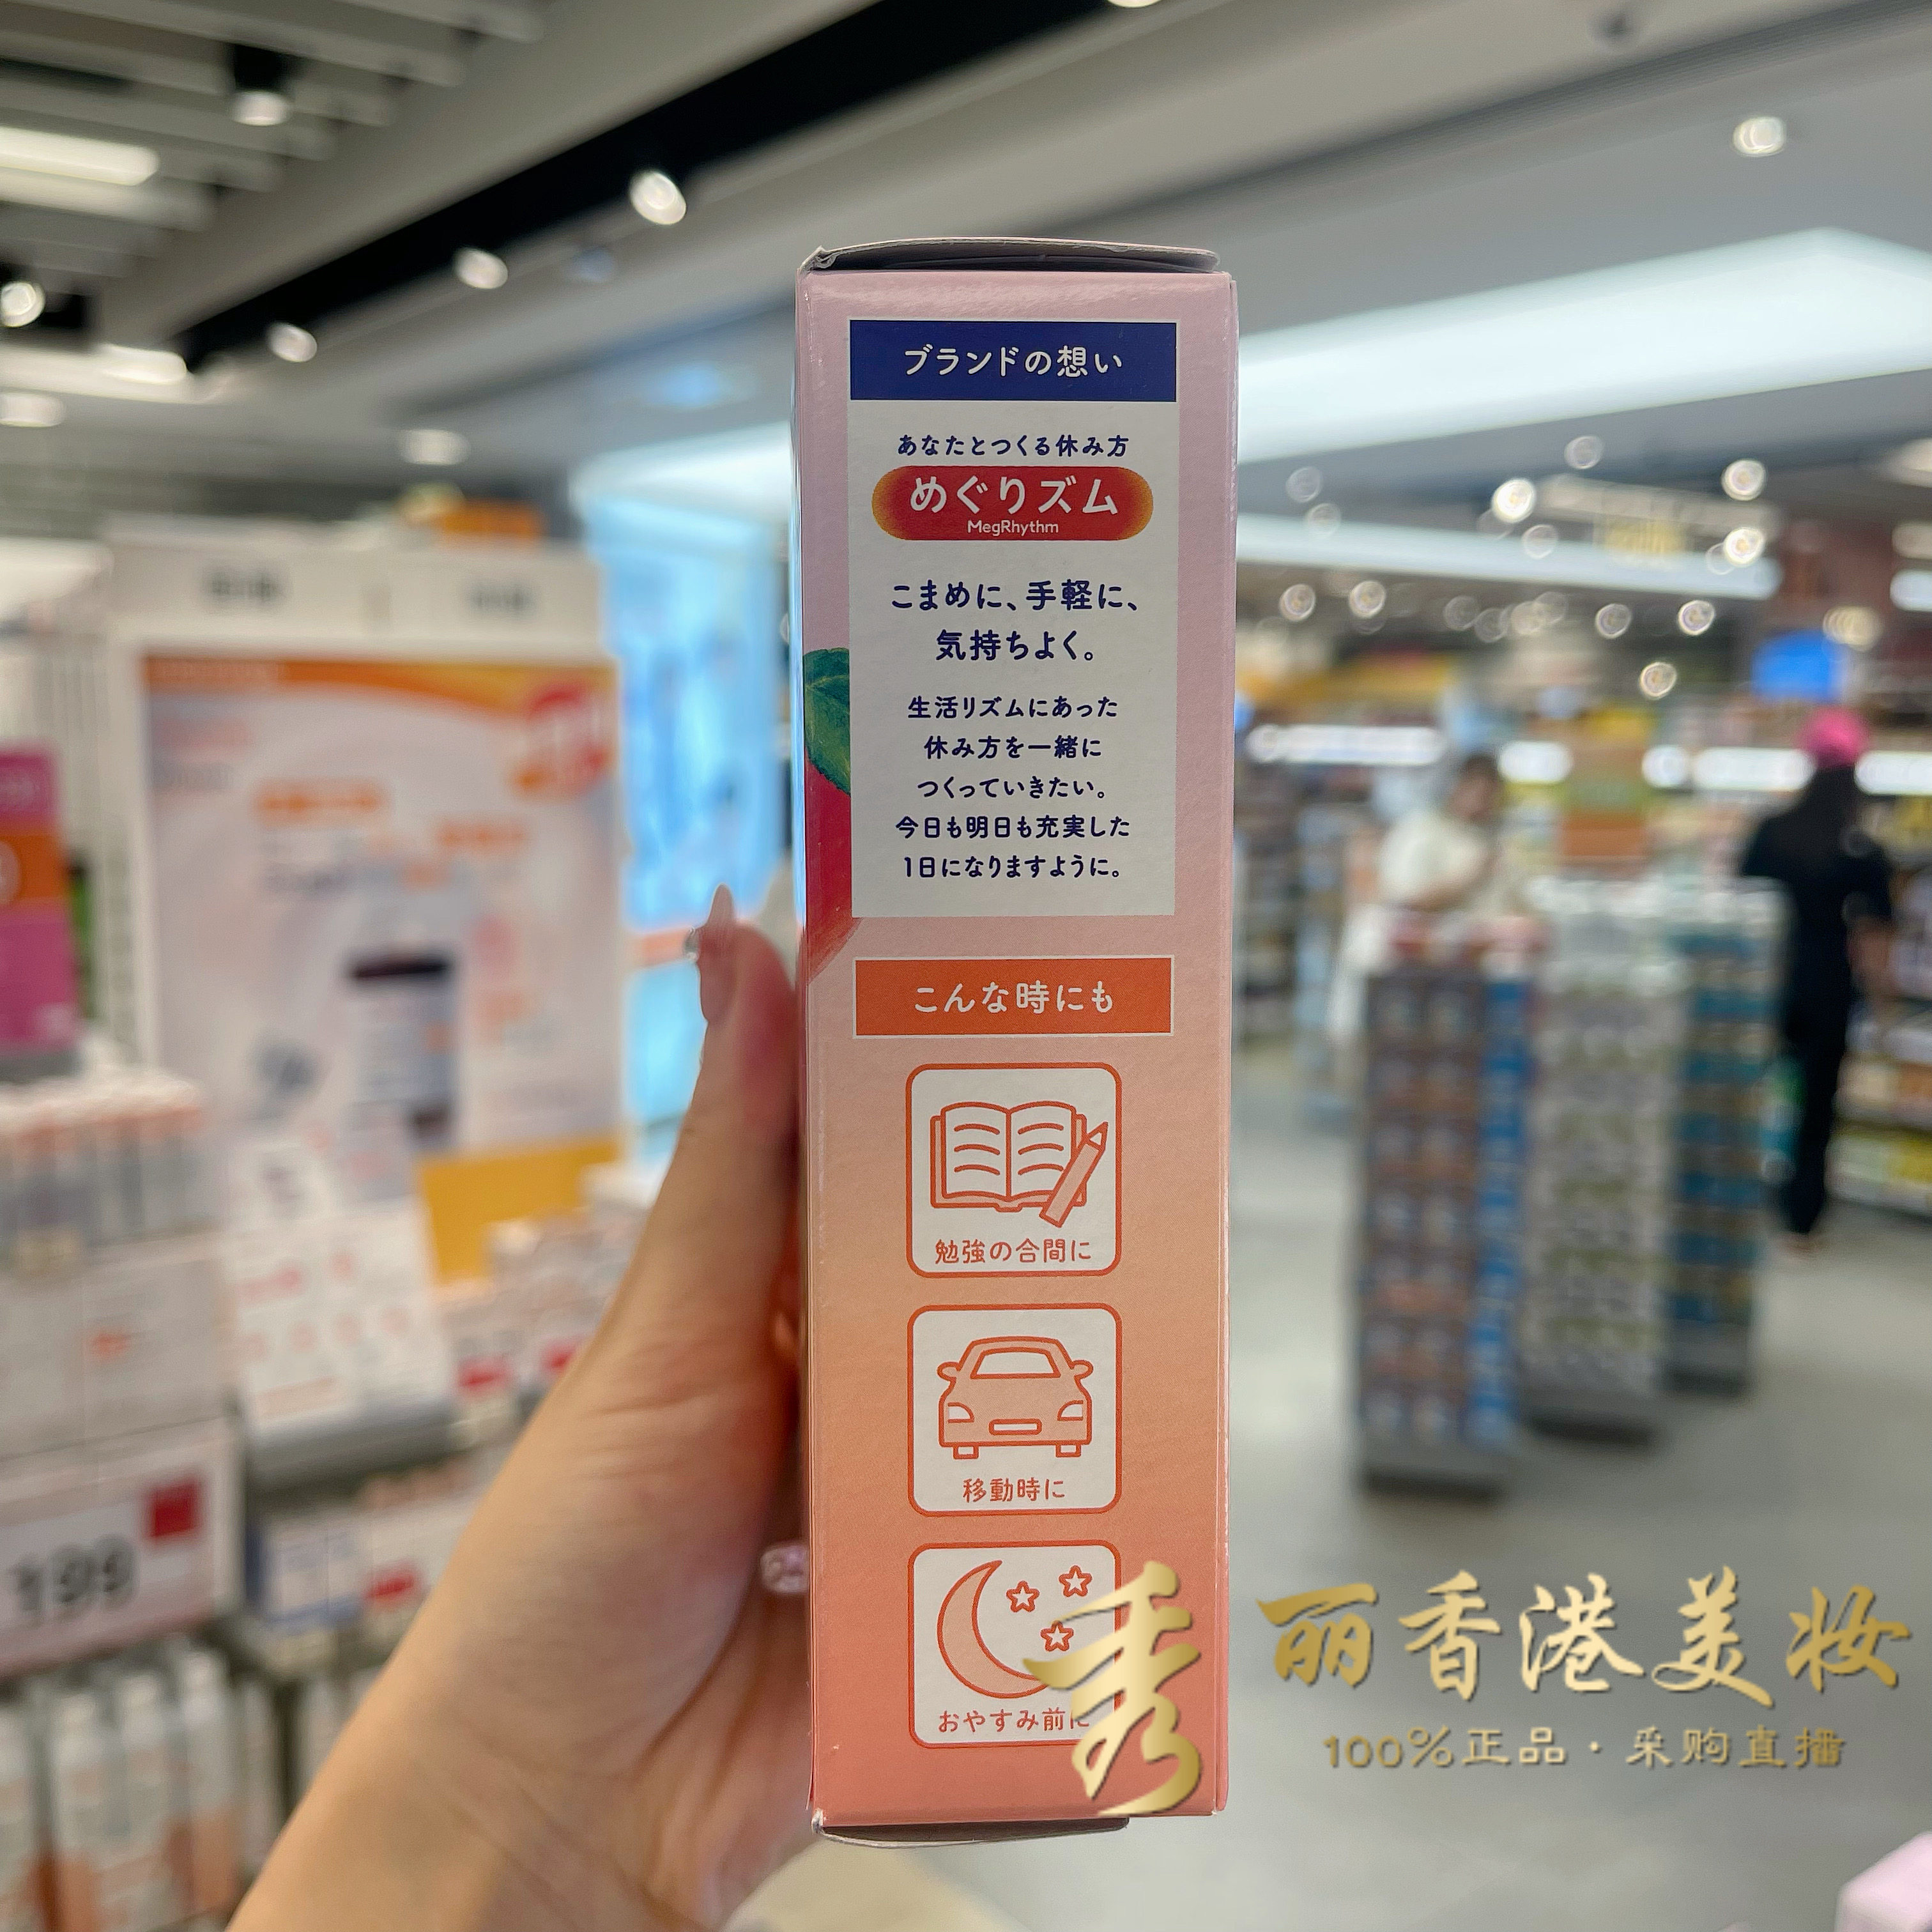 ブランドの想い
あなたとつくる休み方
めぐりズム
MegRhythm
こまめに、手軽に、
気持ちよく。
生活リズムにあった
休み方を一緒に
つくっていきたい。
今日も明日も充実した
1日になりますように。
こんな時にも
勉強の合間に
移動時に
おやすみ前に
199
秀丽香港美妆
100%正品·采购直播